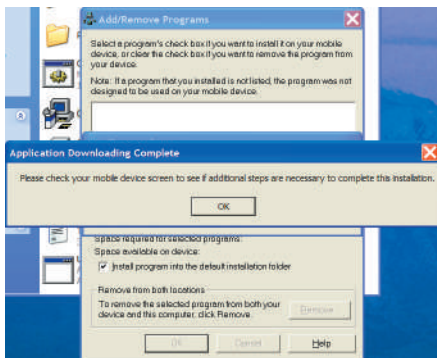 Add/Remove Programs
Select a program's check box if you want to install it on your mobile
device, or clear the check box if you want to remove the program from
your device.
Note: If a program that you installed is not listed, the program was not
designed to be used on your mobile device.
Application Downloading Complete
Please check your mobile device screen to see if additional steps are necessary to complete this installation.
OK
Space required for selected programs:
Space available on device:
Install program into the default installation folder
Remove from both locations
To remove the selected program from both your
device and this computer, click Remove.
Remove
OK
Cancel
Help